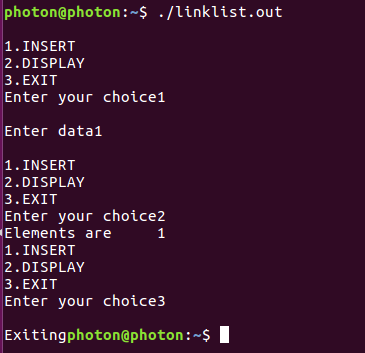 photon@photon:~$ ./linklist.out
1.INSERT
2.DISPLAY
3.EXIT
Enter your choice1
Enter data1
1.INSERT
2.DISPLAY
3.EXIT
Enter your choice2
Elements are     1
1.INSERT
2.DISPLAY
3.EXIT
Enter your choice3
Exitingphoton@photon:~$